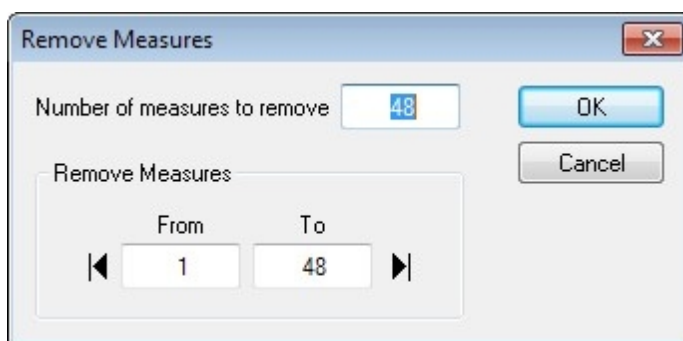 Remove Measures
Number of measures to remove 48
OK
Cancel
Remove Measures
From To
1 48